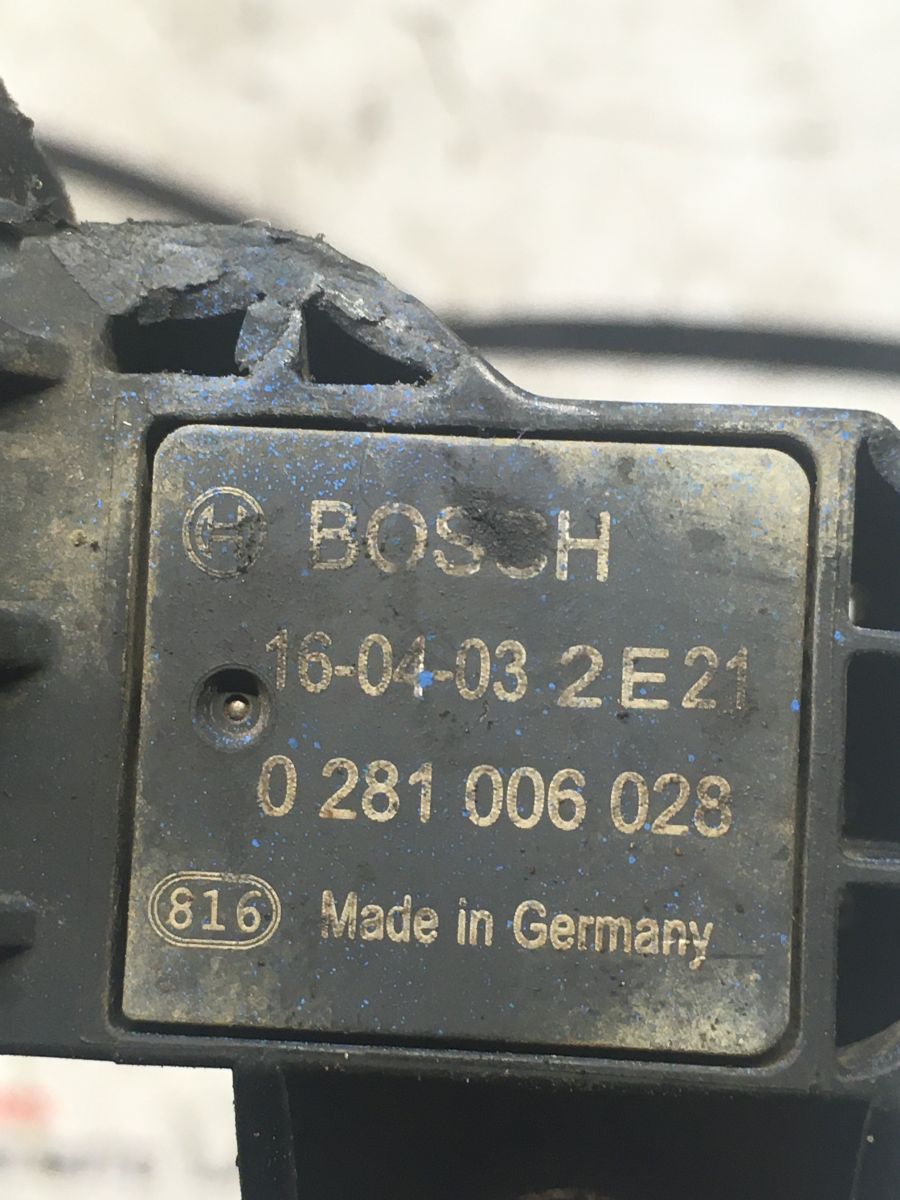 BOSCH
16-04-03 2E21
0 281 006 028
816 Made in Germany